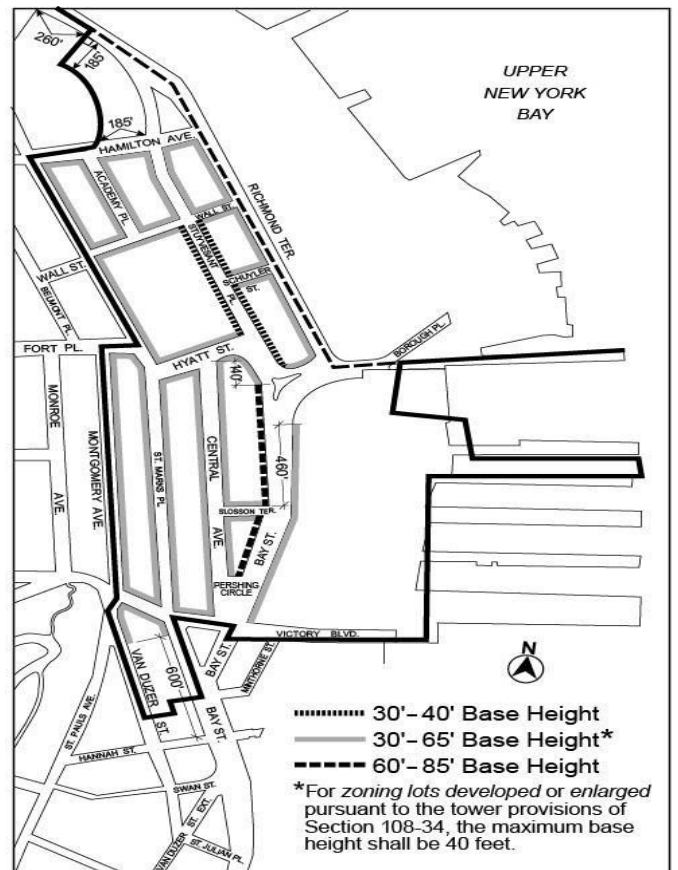 260'
185'
185'
UPPER
NEW YORK
BAY
HAMILTON AVE.
ACADEMY PL.
WALL ST.
RICHMOND TER.
STUYVESANT
PL.
SCHUYLER
ST.
WALL ST.
BELMONT PL.
FORT PL.
HYATT ST.
BOROUGH PL.
140'
MONROE
AVE.
MONTGOMERY AVE.
ST. MARKS PL.
CENTRAL
AVE.
460'
SLOSSON TER.
BAY ST.
PERSHING
CIRCLE
VICTORY BLVD.
BAY ST.
MINTHORNE ST.
VAN DUZER
ST.
600'
BAY ST.
ST. PAULS AVE.
HANNAH ST.
SWAN ST.
VAN DUZER ST. EXT.
ST. JULIAN PL.
N
30'-40' Base Height
30'-65' Base Height*
60'-85' Base Height
*For zoning lots developed or enlarged
pursuant to the tower provisions of
Section 108-34, the maximum base
height shall be 40 feet.